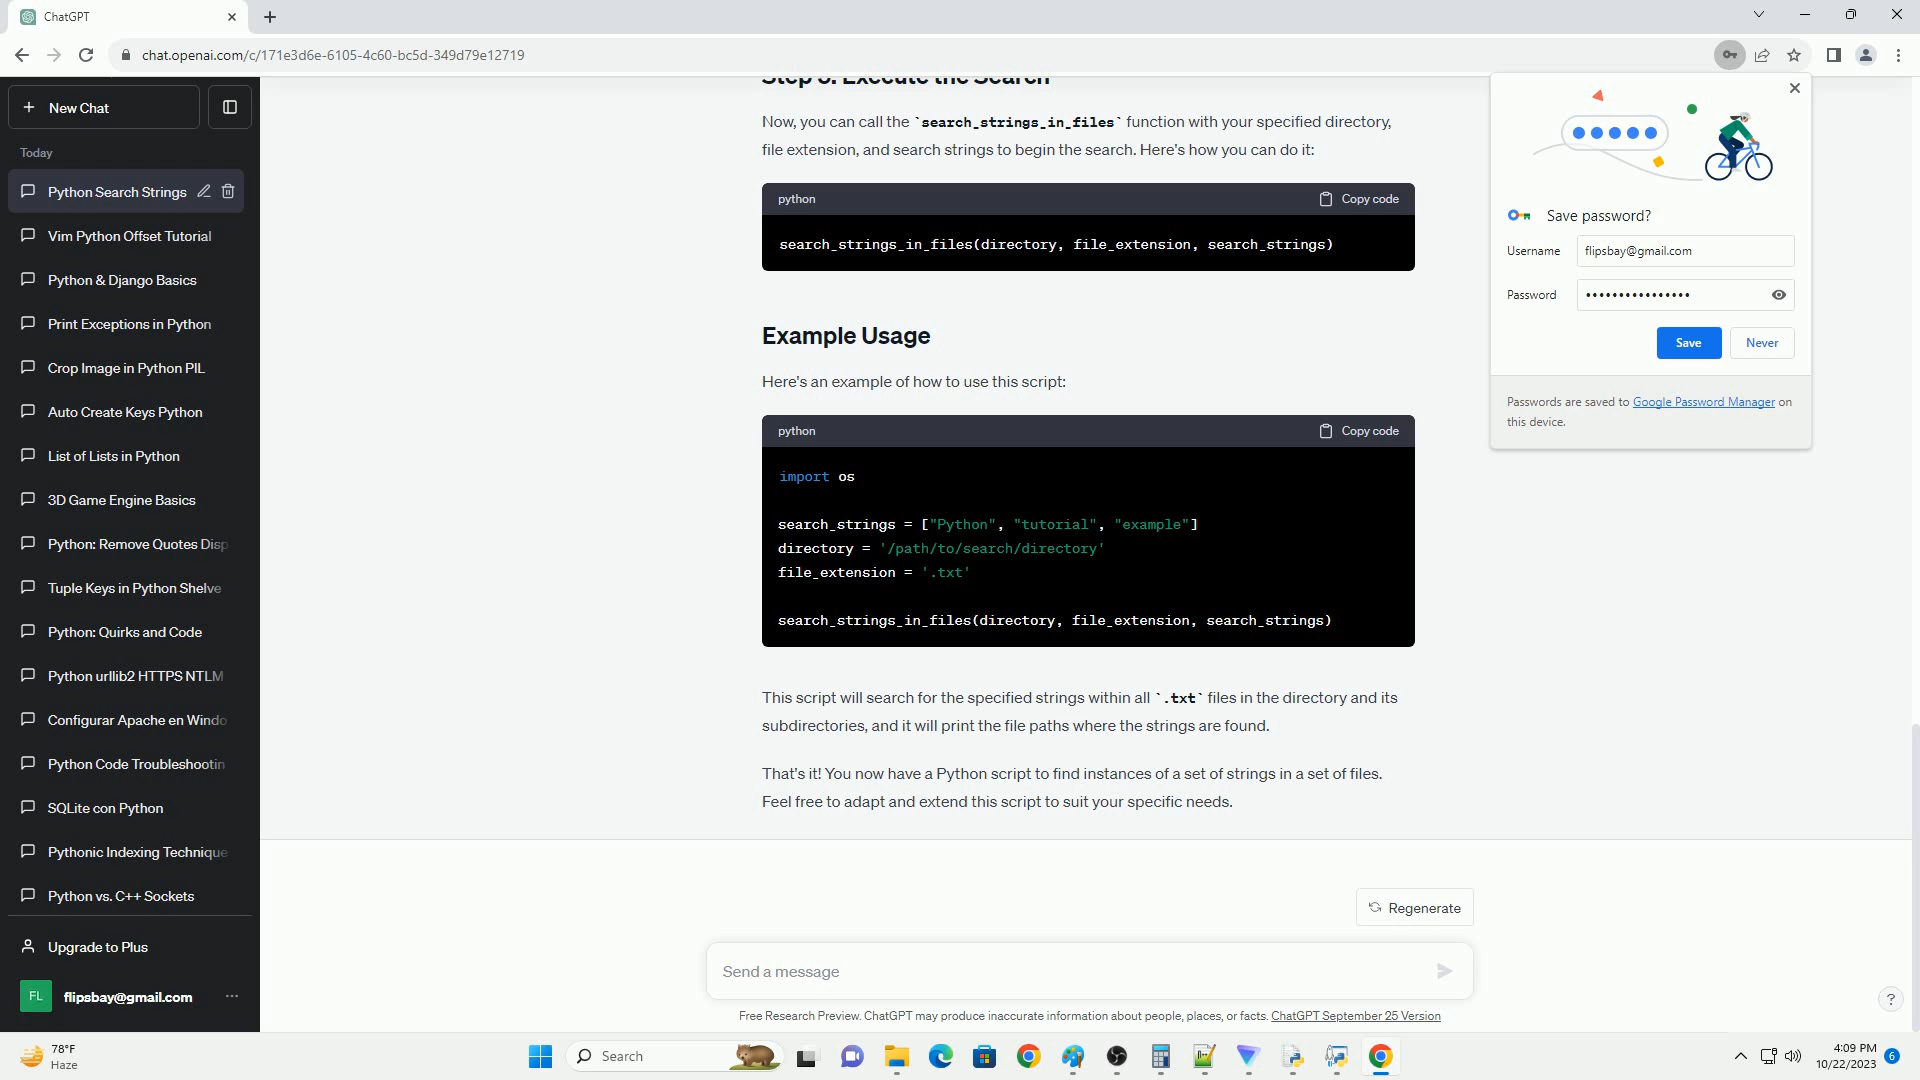 ChatGPT
chat.openai.com/c/171e3d6e-6105-4c60-bc5d-349d79e12719
New Chat
Today
Python Search Strings
Vim Python Offset Tutorial
Python & Django Basics
Print Exceptions in Python
Crop Image in Python PIL
Auto Create Keys Python
List of Lists in Python
3D Game Engine Basics
Python: Remove Quotes Disp
Tuple Keys in Python Shelve
Python: Quirks and Code
Python urllib2 HTTPS NTLM
Configurar Apache en Windo
Python Code Troubleshootin
SQLite con Python
Pythonic Indexing Technique
Python vs. C++ Sockets
Upgrade to Plus
FL
flipsbay@gmail.com
Execute the Search
Now, you can call the `search_strings_in_files` function with your specified directory,
file extension, and search strings to begin the search. Here's how you can do it:
python
Copy code
search_strings_in_files(directory, file_extension, search_strings)
Example Usage
Here's an example of how to use this script:
python
Copy code
import os
search_strings = ["Python", "tutorial", "example"]
directory = '/path/to/search/directory'
file_extension = '.txt'
search_strings_in_files(directory, file_extension, search_strings)
This script will search for the specified strings within all `.txt` files in the directory and its
subdirectories, and it will print the file paths where the strings are found.
That's it! You now have a Python script to find instances of a set of strings in a set of files.
Feel free to adapt and extend this script to suit your specific needs.
Regenerate
Send a message
Free Research Preview. ChatGPT may produce inaccurate information about people, places, or facts. ChatGPT September 25 Version
?
Save password?
Username
flipsbay@gmail.com
Password
Save
Never
Passwords are saved to Google Password Manager on
this device.
78°F
Haze
Search
4:09 PM
10/22/2023
6